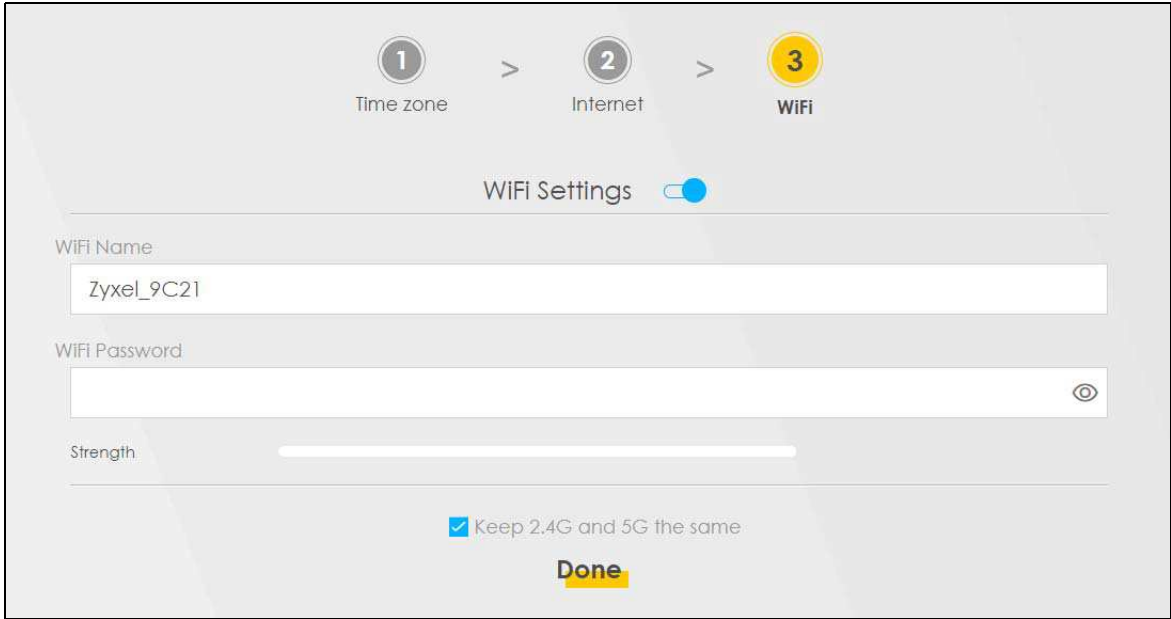 1 > 2 > 3
Time zone Internet WiFi
WiFi Settings
WiFi Name
Zyxel_9C21
WiFi Password
Strength
Keep 2.4G and 5G the same
Done